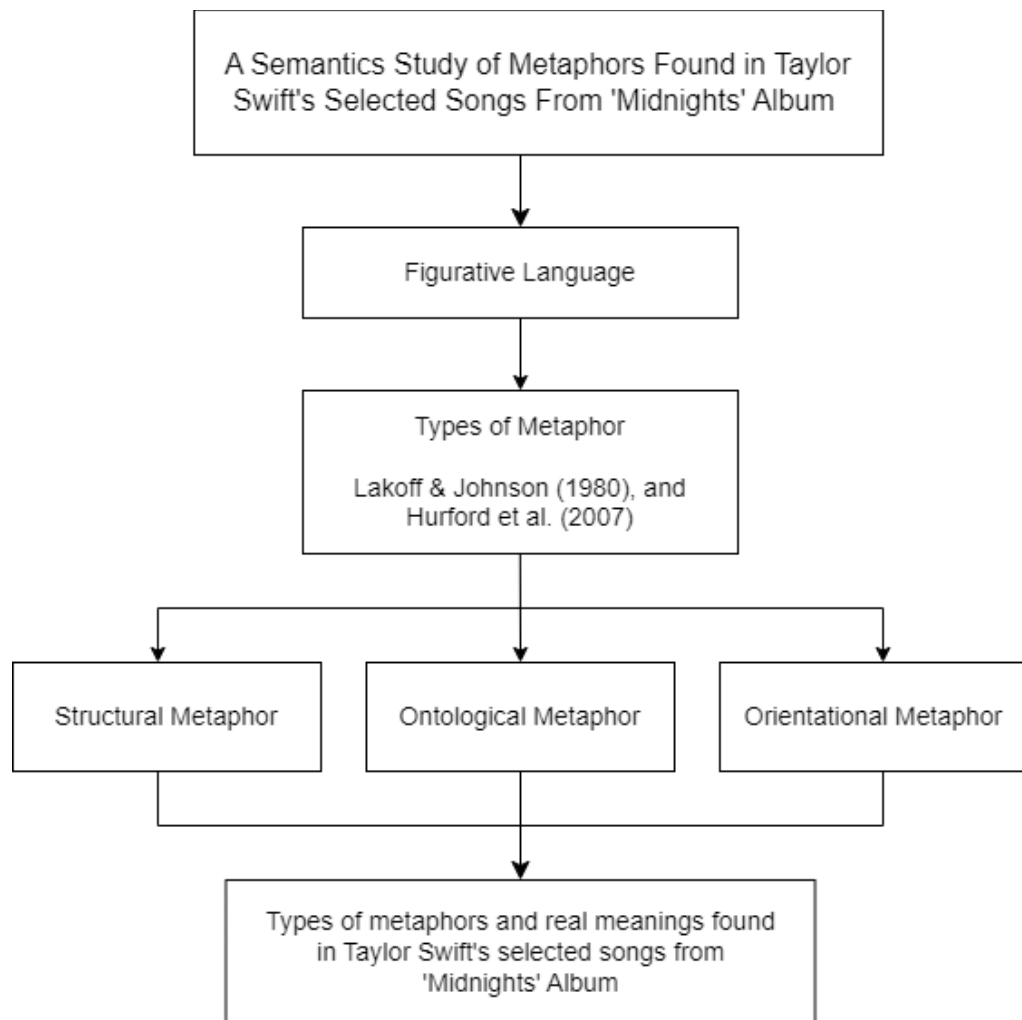 A Semantics Study of Metaphors Found in Taylor
Swift's Selected Songs From 'Midnights' Album
Figurative Language
Types of Metaphor
Lakoff & Johnson (1980), and
Hurford et al. (2007)
Structural Metaphor
Ontological Metaphor
Orientational Metaphor
Types of metaphors and real meanings found
in Taylor Swift's selected songs from
'Midnights' Album